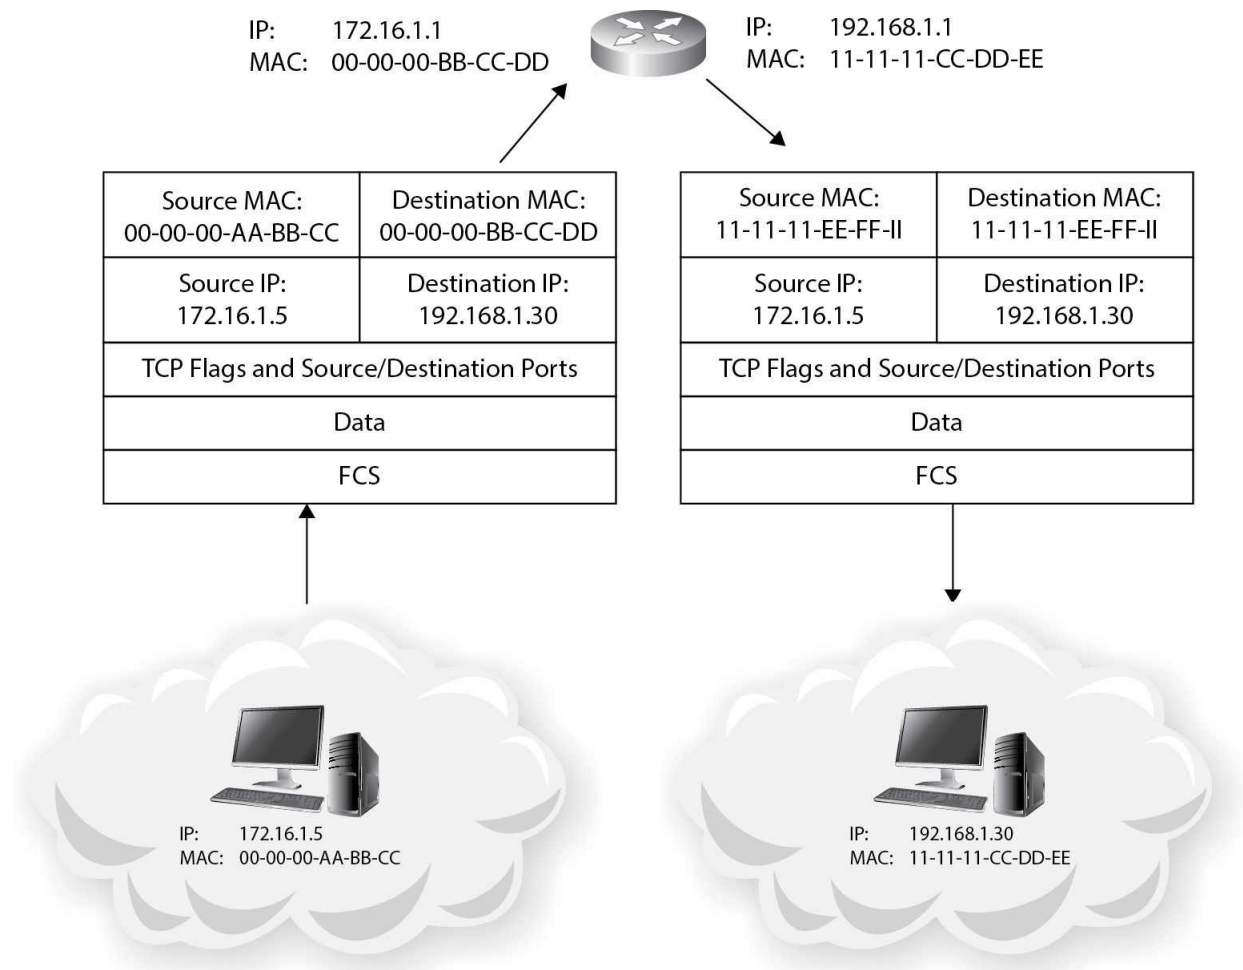 IP: 172.16.1.1
MAC: 00-00-00-BB-CC-DD
IP: 192.168.1.1
MAC: 11-11-11-CC-DD-EE
Source MAC:
00-00-00-AA-BB-CC
Destination MAC:
00-00-00-BB-CC-DD
Source IP:
172.16.1.5
Destination IP:
192.168.1.30
TCP Flags and Source/Destination Ports
Data
FCS
Source MAC:
11-11-11-EE-FF-II
Destination MAC:
11-11-11-EE-FF-II
Source IP:
172.16.1.5
Destination IP:
192.168.1.30
TCP Flags and Source/Destination Ports
Data
FCS
IP: 172.16.1.5
MAC: 00-00-00-AA-BB-CC
IP: 192.168.1.30
MAC: 11-11-11-CC-DD-EE